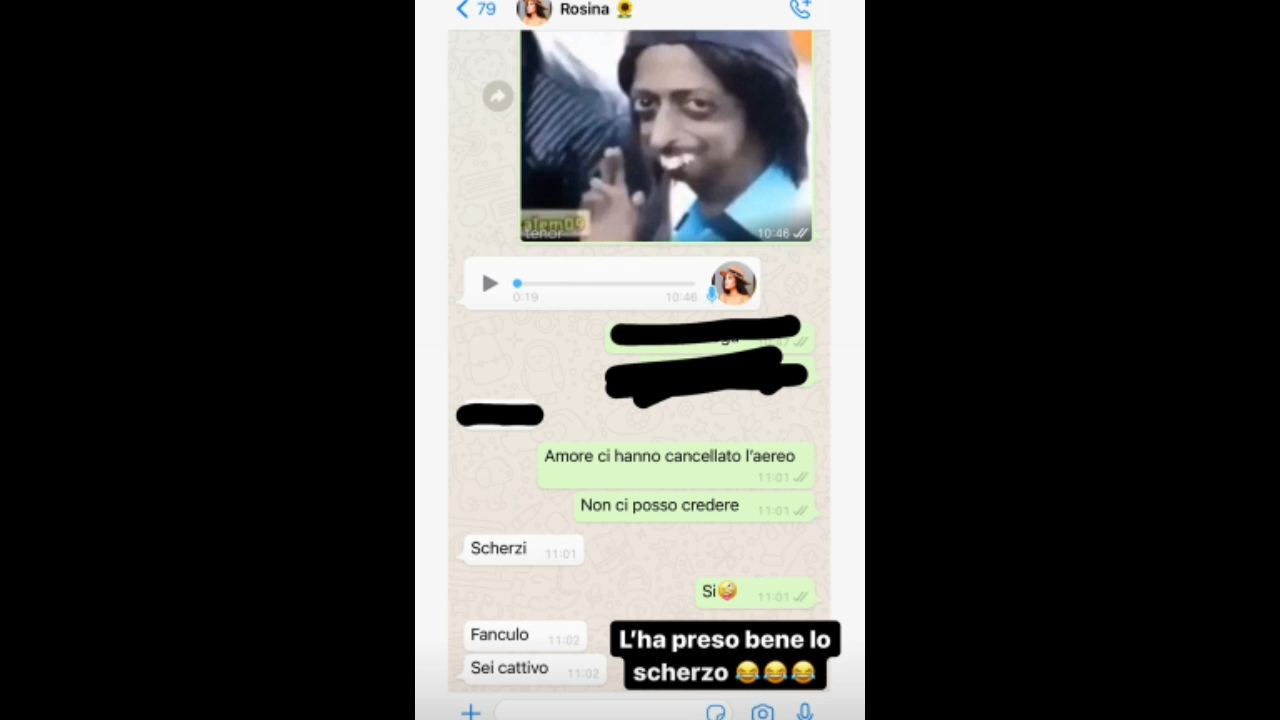 79
Rosina 🌻
tenor
10:46
0:19
10:46
Amore ci hanno cancellato l'aereo
11:01
Non ci posso credere
11:01
Scherzi
11:01
Si🤪
11:01
Fanculo
11:02
Sei cattivo
11:02
L'ha preso bene lo
scherzo 😂😂😂